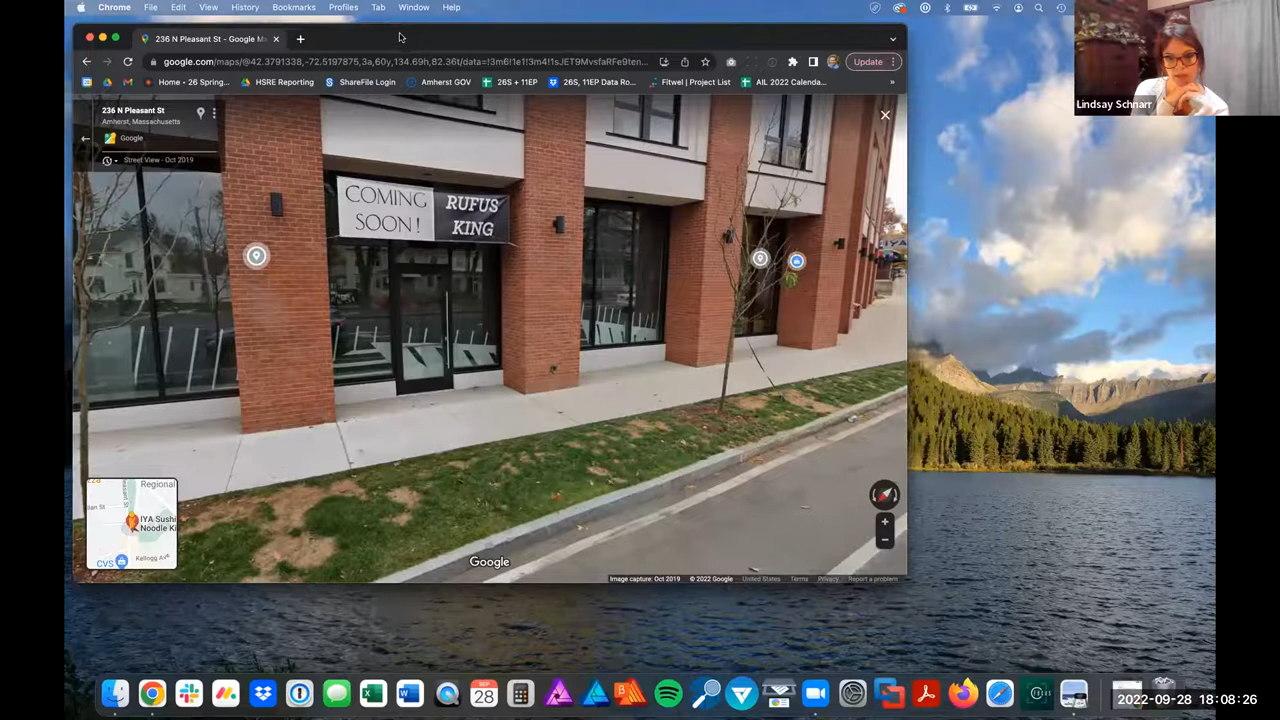 Chrome File Edit View History Bookmarks Profiles Tab Window Help
236 N Pleasant St - Google Ma
google.com/maps/@42.3791338,-72.5197875,3a,60y,134.69h,82.36t/data=!3m6!1e1!3m4!1sJET9MvsfaRFe9ten...
Update
Home • 26 Spring...
HSRE Reporting
ShareFile Login
Amherst GOV
26S + 11EP
26S, 11EP Data Ro...
Fitwel | Project List
AIL 2022 Calenda...
»
Lindsay Schnarr
236 N Pleasant St
Amherst, Massachusetts
Google
Street View - Oct 2019
COMING
SOON!
RUFUS
KING
Regional
IYA Sushi
Noodle Ki
CVS
Kellogg Av
Google
Image capture: Oct 2019 © 2022 Google United States Terms Privacy Report a problem
SEP
28
2022-09-28 18:08:26